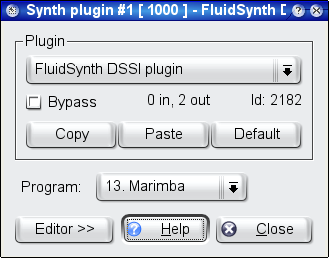 Synth plugin #1 [ 1000 ] - FluidSynth D
Plugin
FluidSynth DSSI plugin
Bypass 0 in, 2 out Id: 2182
Copy Paste Default
Program: 13. Marimba
Editor >> Help Close